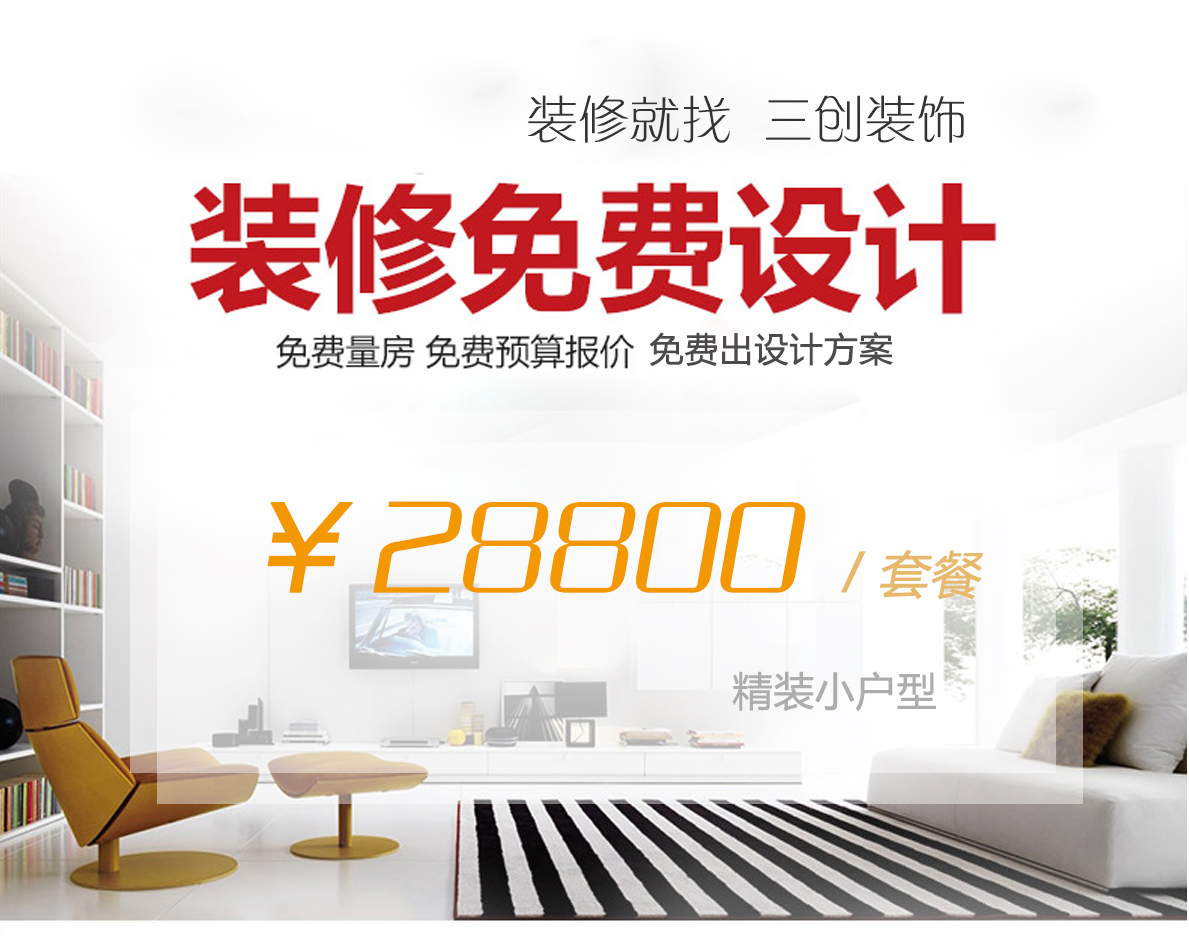 装修就找 三创装饰
装修免费设计
免费量房 免费预算报价 免费出设计方案
¥28800 / 套餐
精装小户型